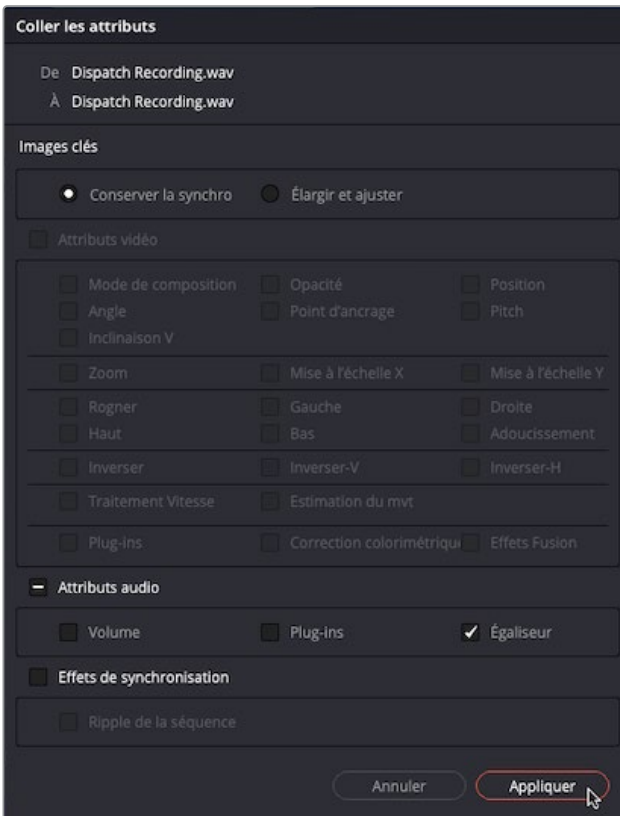 Coller les attributs
De Dispatch Recording.wav
À Dispatch Recording.wav
Images clés
Conserver la synchro Élargir et ajuster
Attributs vidéo
Mode de composition Opacité Position
Angle Point d'ancrage Pitch
Inclinaison V
Zoom Mise à l'échelle X Mise à l'échelle Y
Rogner Gauche Droite
Haut Bas Adoucissement
Inverser Inverser-V Inverser-H
Traitement Vitesse Estimation du mvt
Plug-ins Correction colorimétriqu Effets Fusion
Attributs audio
Volume Plug-ins Égaliseur
Effets de synchronisation
Ripple de la séquence
Annuler Appliquer